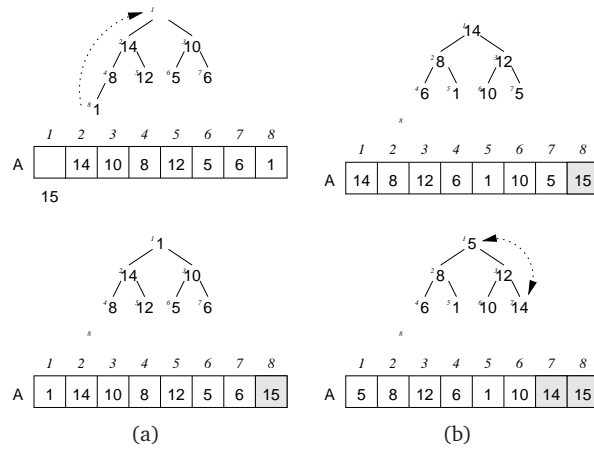 1
2 14 3 10
4 8 5 12 6 5 7 6
8 1
1 2 3 4 5 6 7 8
A 14 10 8 12 5 6 1
15
1 1
2 14 3 10
4 8 5 12 6 5 7 6
8
1 2 3 4 5 6 7 8
A 1 14 10 8 12 5 6 15
(a)
1 14
2 8 3 12
4 6 5 1 6 10 7 5
8
1 2 3 4 5 6 7 8
A 14 8 12 6 1 10 5 15
1 5
2 8 3 12
4 6 5 1 6 10 7 14
8
1 2 3 4 5 6 7 8
A 5 8 12 6 1 10 14 15
(b)